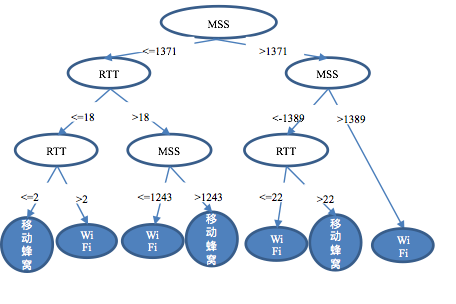 MSS
<=1371
>1371
RTT
MSS
<=18
>18
<-1389
>1389
RTT
MSS
RTT
<=2
>2
<=1243
>1243
<=22
>22
移
动
蜂
窝
Wi
Fi
Wi
Fi
移
动
蜂
窝
Wi
Fi
移
动
蜂
窝
Wi
Fi